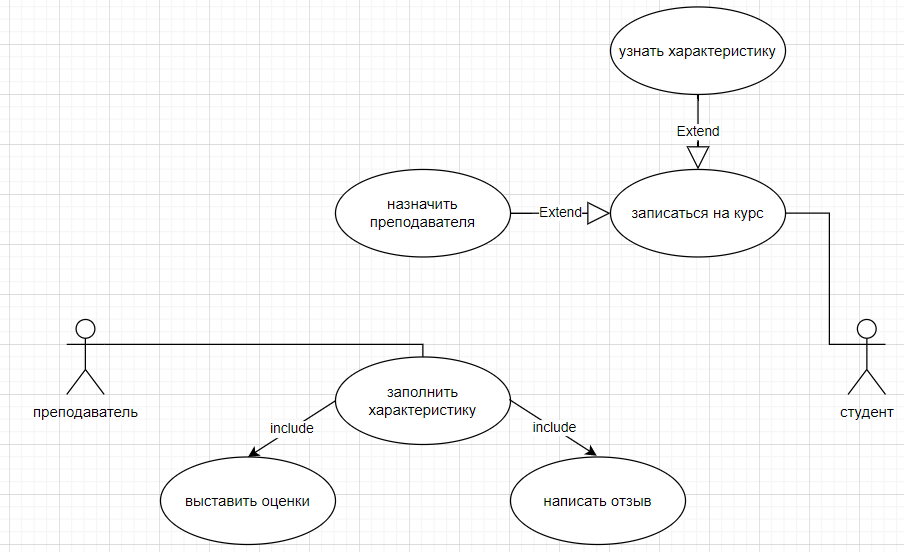 узнать характеристику
Extend
назначить
преподавателя
Extend
записаться на курс
преподаватель
заполнить
характеристику
студент
include
include
выставить оценки
написать отзыв